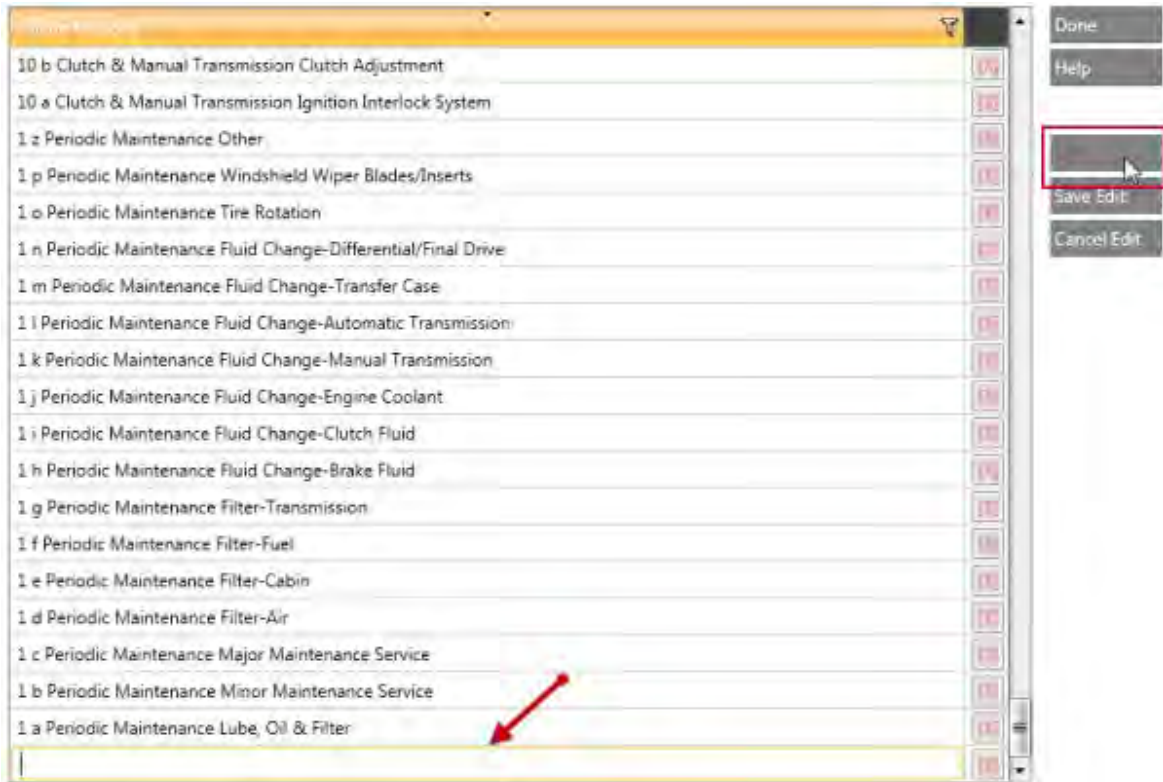 Done
10 b Clutch & Manual Transmission Clutch Adjustment
Help
10 a Clutch & Manual Transmission Ignition Interlock System
1 z Periodic Maintenance Other
1 p Periodic Maintenance Windshield Wiper Blades/Inserts
Save Edit
1 o Periodic Maintenance Tire Rotation
Cancel Edit
1 n Periodic Maintenance Fluid Change-Differential/Final Drive
1 m Periodic Maintenance Fluid Change-Transfer Case
1 l Periodic Maintenance Fluid Change-Automatic Transmission
1 k Periodic Maintenance Fluid Change-Manual Transmission
1 j Periodic Maintenance Fluid Change-Engine Coolant
1 i Periodic Maintenance Fluid Change-Clutch Fluid
1 h Periodic Maintenance Fluid Change-Brake Fluid
1 g Periodic Maintenance Filter-Transmission
1 f Periodic Maintenance Filter-Fuel
1 e Periodic Maintenance Filter-Cabin
1 d Periodic Maintenance Filter-Air
1 c Periodic Maintenance Major Maintenance Service
1 b Periodic Maintenance Minor Maintenance Service
1 a Periodic Maintenance Lube, Oil & Filter